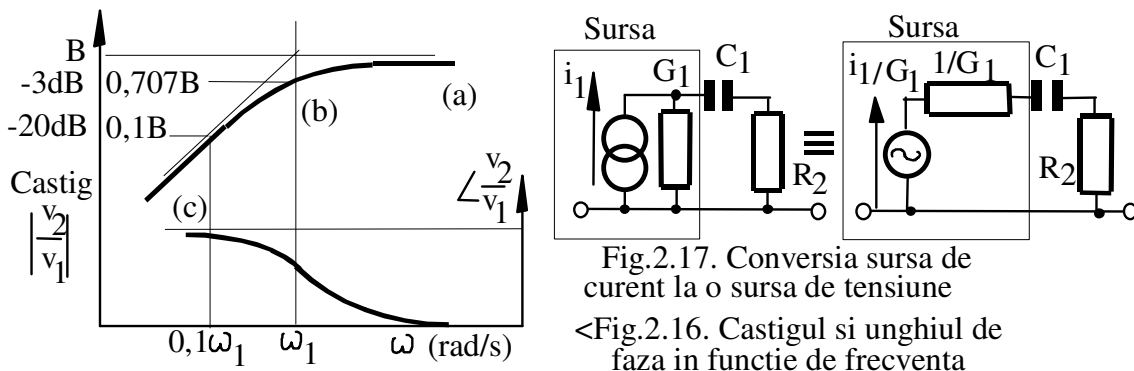 B
-3dB
0,707B
-20dB
0,1B
(a)
(b)
(c)
Castig
|v2/v1|
∠v2/v1
0,1ω1
ω1
ω (rad/s)
Sursa
i1
G1
C1
R2
≡
Sursa
i1/G1
1/G1
C1
R2
Fig.2.17. Conversia sursa de
curent la o sursa de tensiune
<Fig.2.16. Castigul si unghiul de
faza in functie de frecventa